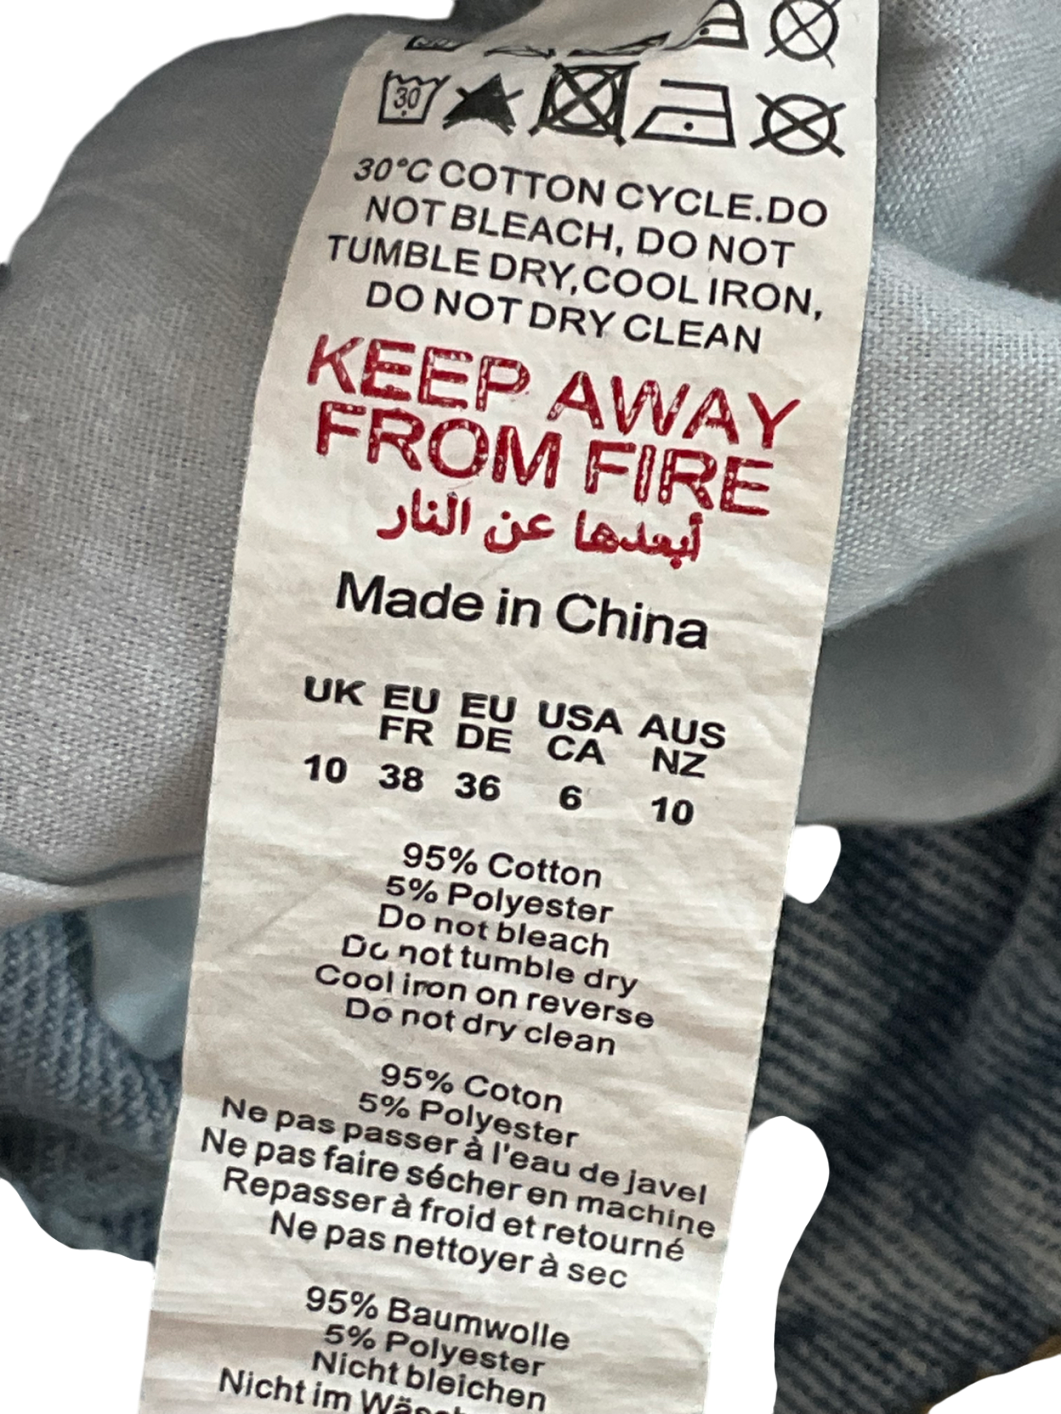 30
30°C COTTON CYCLE.DO
NOT BLEACH, DO NOT
TUMBLE DRY,COOL IRON,
DO NOT DRY CLEAN
KEEP AWAY
FROM FIRE
أبعدها عن النار
Made in China
UK EU EU USA AUS
FR DE CA NZ
10 38 36 6 10
95% Cotton
5% Polyester
Do not bleach
Do not tumble dry
Cool iron on reverse
Do not dry clean
95% Coton
5% Polyester
Ne pas passer à l'eau de javel
Ne pas faire sécher en machine
Repasser à froid et retourné
Ne pas nettoyer à sec
95% Baumwolle
5% Polyester
Nicht bleichen
Nicht im